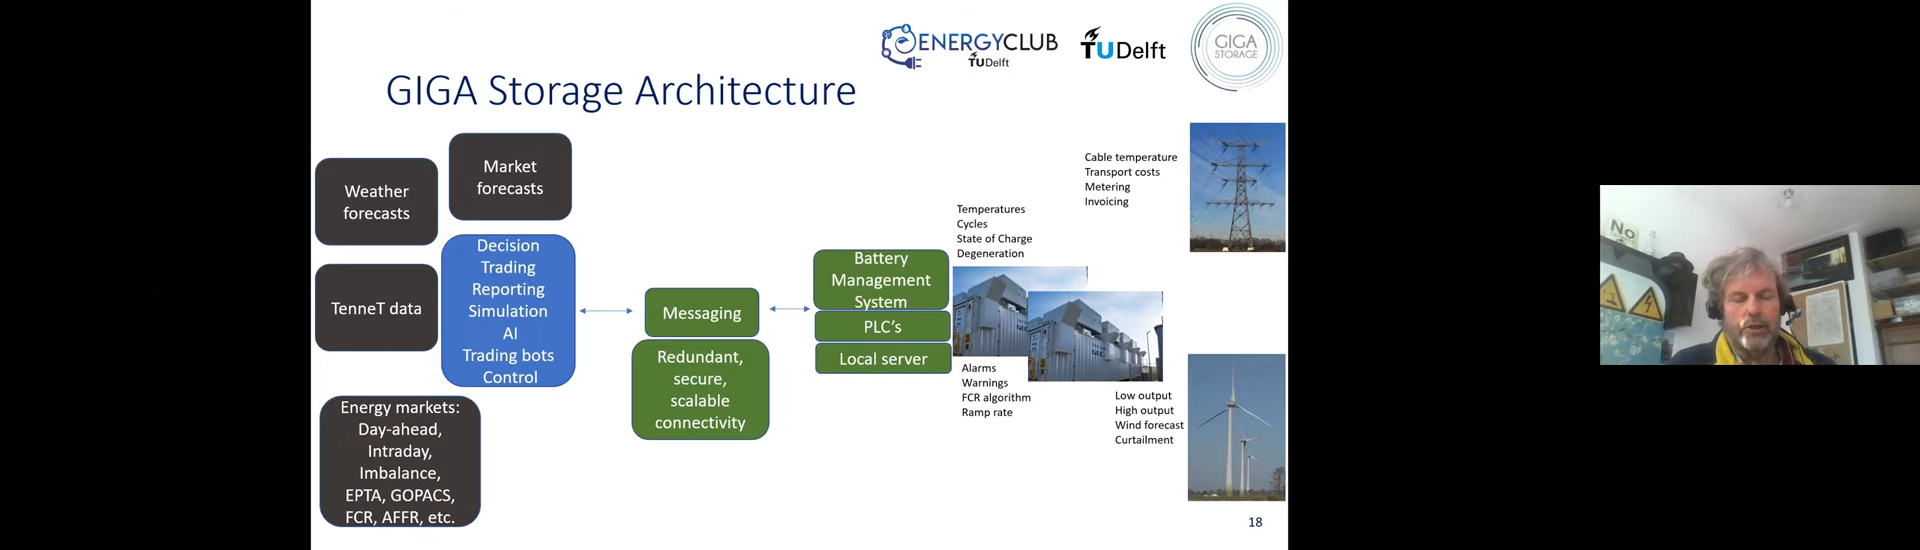 ENERGYCLUB
TUDelft
TUDelft
GIGA
STORAGE
GIGA Storage Architecture
Weather
forecasts
Market
forecasts
TenneT data
Decision
Trading
Reporting
Simulation
AI
Trading bots
Control
Energy markets:
Day-ahead,
Intraday,
Imbalance,
EPTA, GOPACS,
FCR, AFFR, etc.
Messaging
Redundant,
secure,
scalable
connectivity
Battery
Management
System
PLC's
Local server
Temperatures
Cycles
State of Charge
Degeneration
NEC
Alarms
Warnings
FCR algorithm
Ramp rate
Cable temperature
Transport costs
Metering
Invoicing
Low output
High output
Wind forecast
Curtailment
18
No